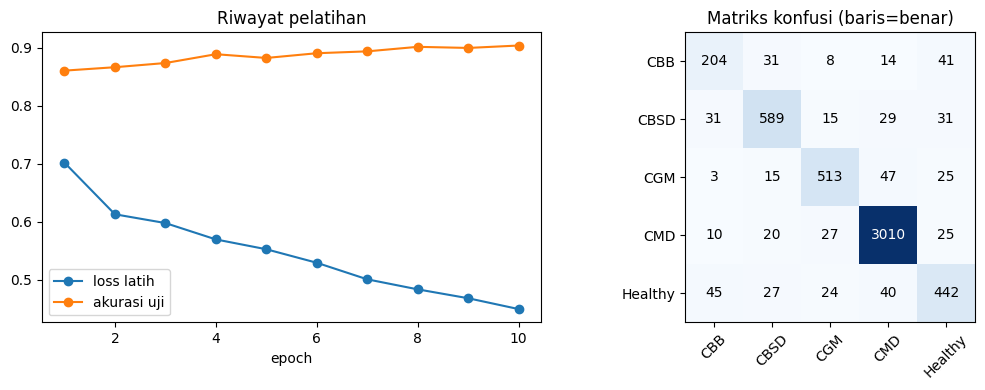 Riwayat pelatihan
0.9
0.8
0.7
0.6
0.5
loss latih
akurasi uji
2 4 6 8 10
epoch
Matriks konfusi (baris=benar)
CBB 204 31 8 14 41
CBSD 31 589 15 29 31
CGM 3 15 513 47 25
CMD 10 20 27 3010 25
Healthy 45 27 24 40 442
CBB CBSD CGM CMD Healthy